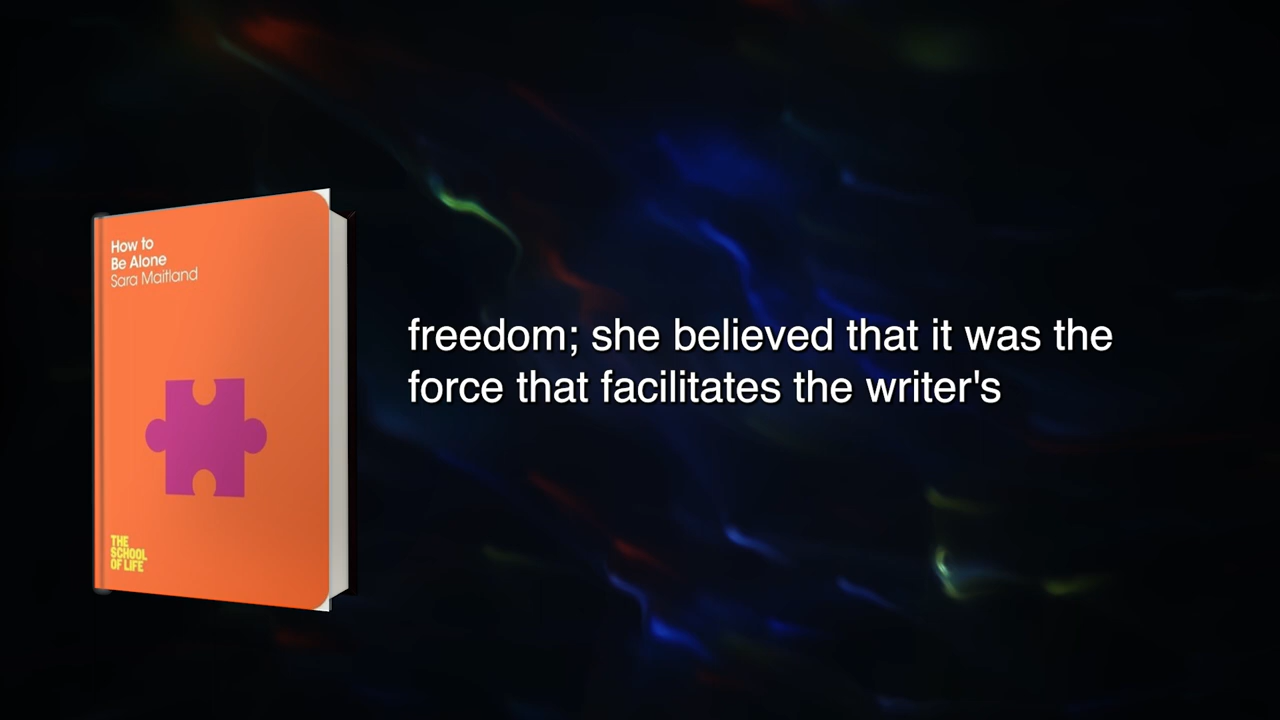 How to
Be Alone
Sara Maitland
THE
SCHOOL
OF LIFE
freedom; she believed that it was the
force that facilitates the writer's